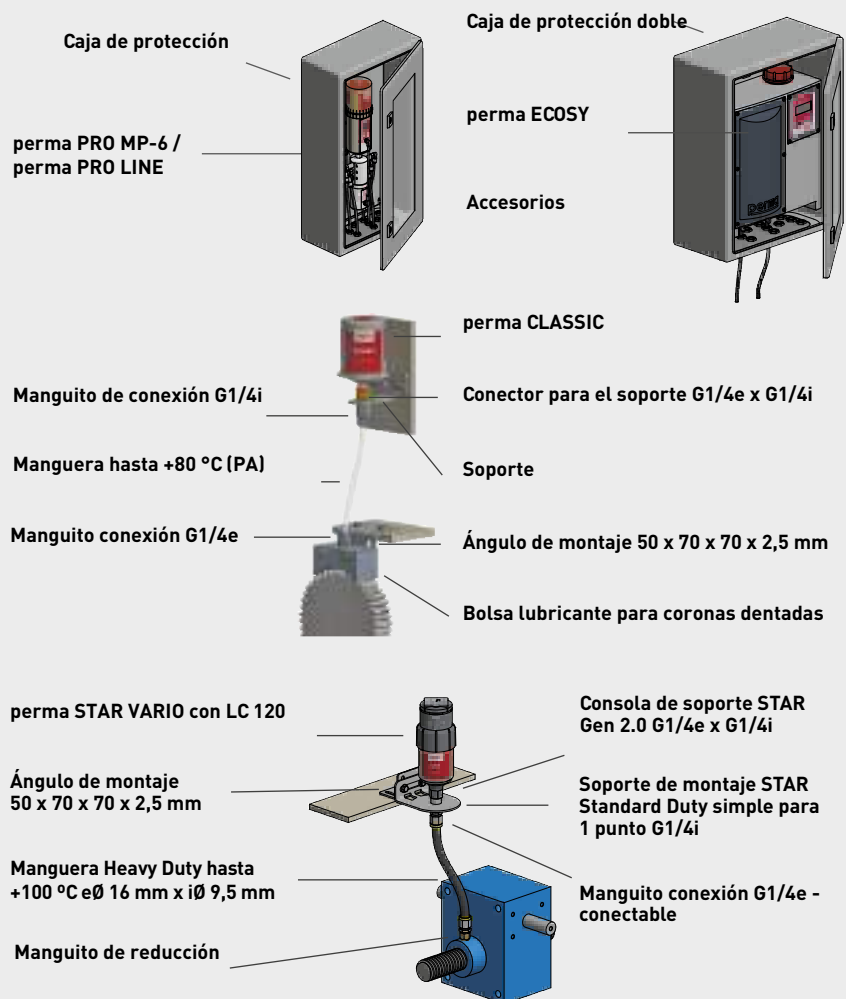 Caja de protección
perma PRO MP-6 /
perma PRO LINE
Caja de protección doble
perma ECOSY
Accesorios
perma CLASSIC
Manguito de conexión G1/4i
Conector para el soporte G1/4e x G1/4i
Manguera hasta +80 °C (PA)
Soporte
Manguito conexión G1/4e
Ángulo de montaje 50 x 70 x 70 x 2,5 mm
Bolsa lubricante para coronas dentadas
perma STAR VARIO con LC 120
Ángulo de montaje
50 x 70 x 70 x 2,5 mm
Manguera Heavy Duty hasta
+100 ºC eØ 16 mm x iØ 9,5 mm
Manguito de reducción
Consola de soporte STAR
Gen 2.0 G1/4e x G1/4i
Soporte de montaje STAR
Standard Duty simple para
1 punto G1/4i
Manguito conexión G1/4e -
conectable